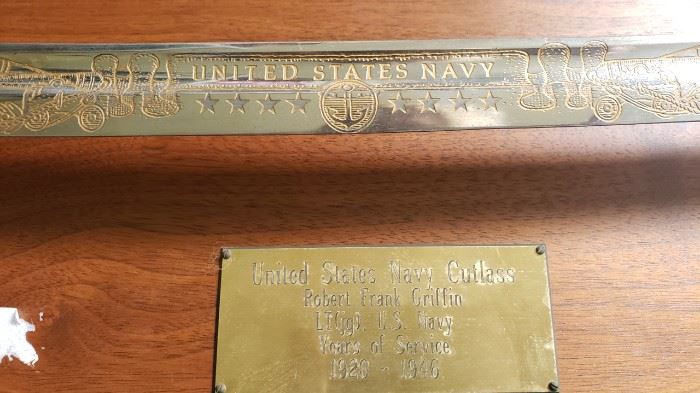 UNITED STATES NAVY
United States Navy Cutlass
Robert Frank Griffin
LT(jg). U.S. Navy
Years of Service
1926 - 1946